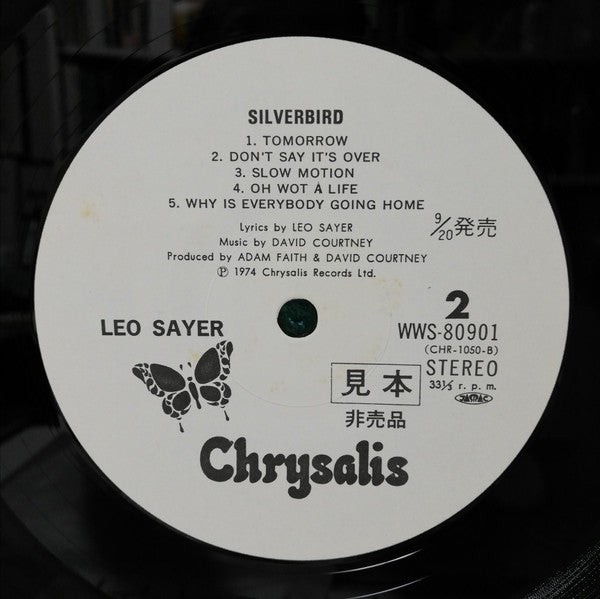 SILVERBIRD
1. TOMORROW
2. DON'T SAY IT'S OVER
3. SLOW MOTION
4. OH WOT A LIFE
5. WHY IS EVERYBODY GOING HOME
Lyrics by LEO SAYER
Music by DAVID COURTNEY
Produced by ADAM FAITH & DAVID COURTNEY
℗ 1974 Chrysalis Records Ltd.
9/20発売
2
LEO SAYER
WWS-80901
(CHR-1050-B)
STEREO
33⅓ r. p. m.
見本
JASRAC
非売品
Chrysalis